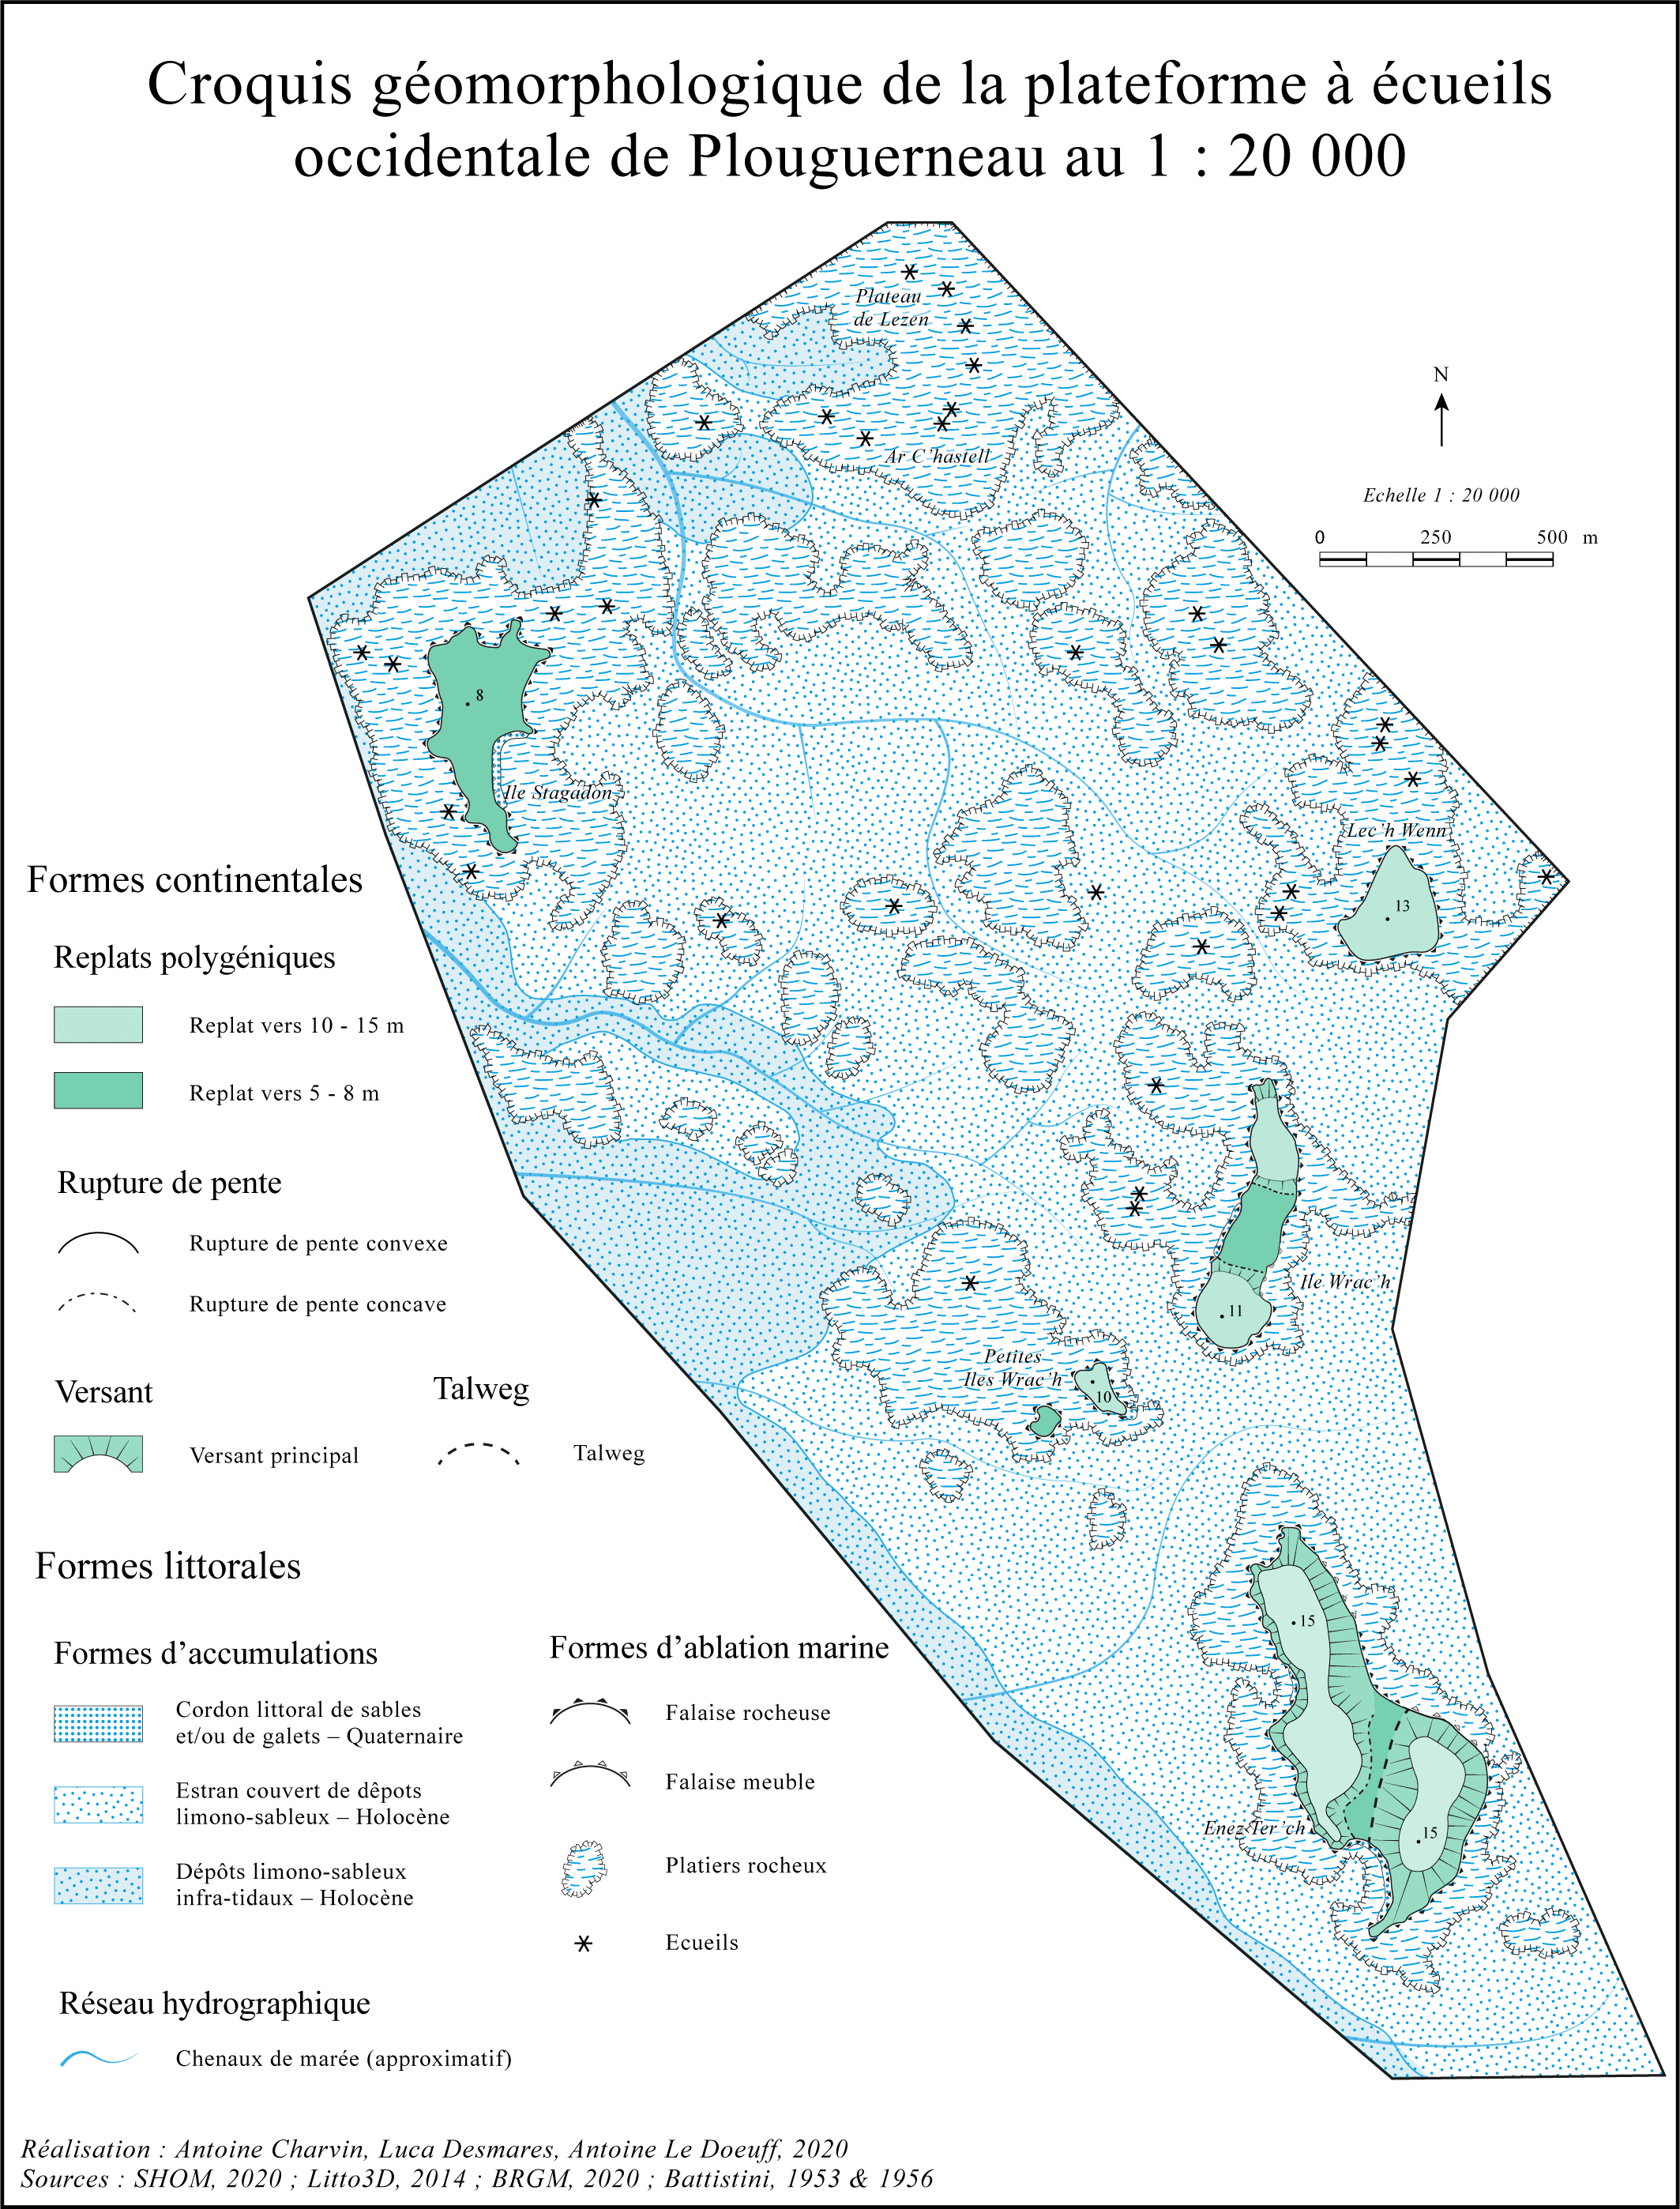 Croquis géomorphologique de la plateforme à écueils
occidentale de Plouguerneau au 1 : 20 000
Plateau
de Lezen
Ar C'hastell
N
Echelle 1 : 20 000
0 250 500 m
8
Ile Stagadon
Lec'h Wenn
13
Ile Wrac'h
11
Petites
Iles Wrac'h
10
15
Enez Ter'ch
15
Formes continentales
Replats polygéniques
Replat vers 10 - 15 m
Replat vers 5 - 8 m
Rupture de pente
Rupture de pente convexe
Rupture de pente concave
Versant
Versant principal
Talweg
Talweg
Formes littorales
Formes d'accumulations
Cordon littoral de sables
et/ou de galets – Quaternaire
Estran couvert de dêpots
limono-sableux – Holocène
Dépôts limono-sableux
infra-tidaux – Holocène
Formes d'ablation marine
Falaise rocheuse
Falaise meuble
Platiers rocheux
Ecueils
Réseau hydrographique
Chenaux de marée (approximatif)
Réalisation : Antoine Charvin, Luca Desmares, Antoine Le Doeuff, 2020
Sources : SHOM, 2020 ; Litto3D, 2014 ; BRGM, 2020 ; Battistini, 1953 & 1956